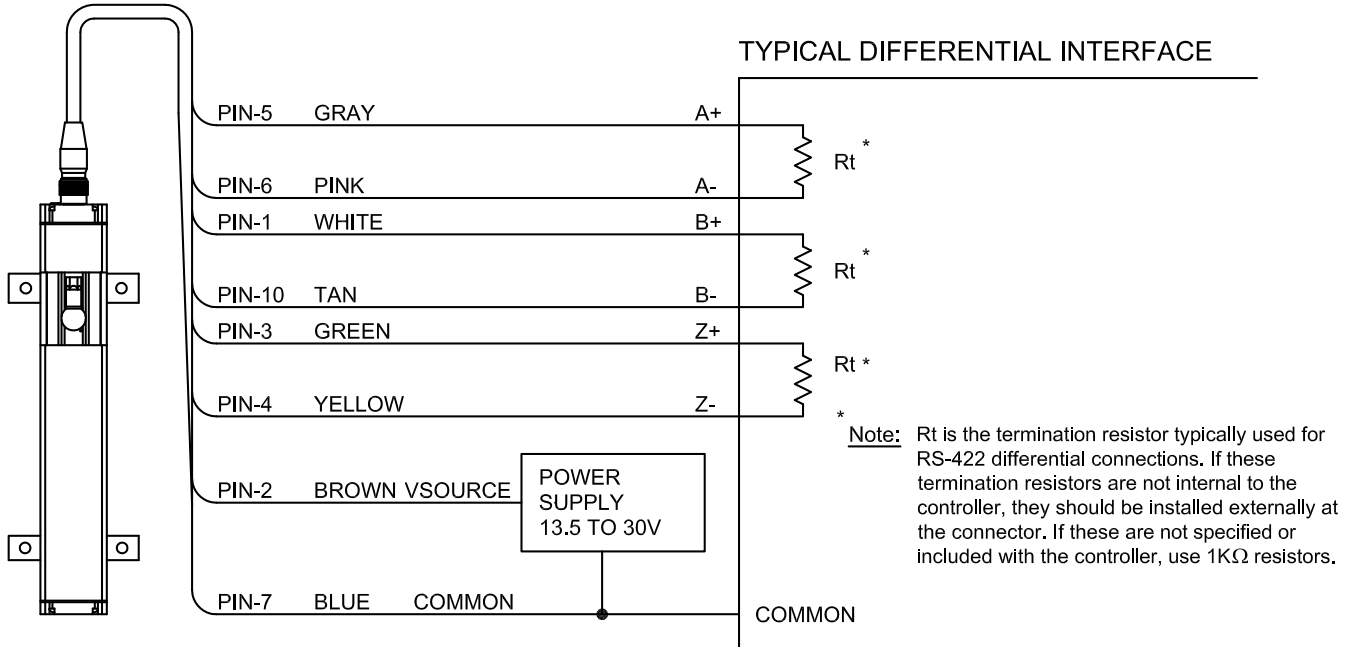 TYPICAL DIFFERENTIAL INTERFACE
PIN-5 GRAY A+
Rt *
PIN-6 PINK A-
PIN-1 WHITE B+
Rt *
PIN-10 TAN B-
PIN-3 GREEN Z+
Rt *
PIN-4 YELLOW Z-
* Note: Rt is the termination resistor typically used for
RS-422 differential connections. If these
termination resistors are not internal to the
controller, they should be installed externally at
the connector. If these are not specified or
included with the controller, use 1KΩ resistors.
PIN-2 BROWN VSOURCE
POWER
SUPPLY
13.5 TO 30V
PIN-7 BLUE COMMON
COMMON